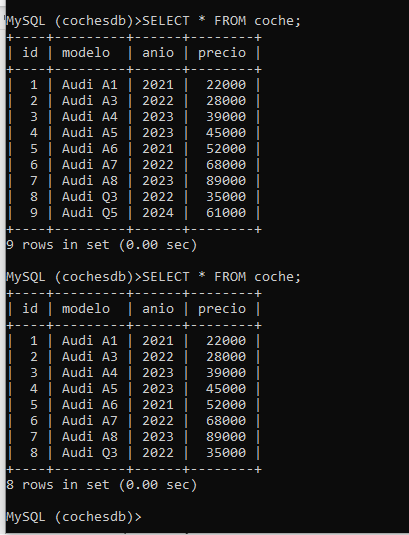 MySQL (cochesdb)>SELECT * FROM coche;
+----+---------+------+--------+
| id | modelo  | anio | precio |
+----+---------+------+--------+
|  1 | Audi A1 | 2021 |  22000 |
|  2 | Audi A3 | 2022 |  28000 |
|  3 | Audi A4 | 2023 |  39000 |
|  4 | Audi A5 | 2023 |  45000 |
|  5 | Audi A6 | 2021 |  52000 |
|  6 | Audi A7 | 2022 |  68000 |
|  7 | Audi A8 | 2023 |  89000 |
|  8 | Audi Q3 | 2022 |  35000 |
|  9 | Audi Q5 | 2024 |  61000 |
+----+---------+------+--------+
9 rows in set (0.00 sec)

MySQL (cochesdb)>SELECT * FROM coche;
+----+---------+------+--------+
| id | modelo  | anio | precio |
+----+---------+------+--------+
|  1 | Audi A1 | 2021 |  22000 |
|  2 | Audi A3 | 2022 |  28000 |
|  3 | Audi A4 | 2023 |  39000 |
|  4 | Audi A5 | 2023 |  45000 |
|  5 | Audi A6 | 2021 |  52000 |
|  6 | Audi A7 | 2022 |  68000 |
|  7 | Audi A8 | 2023 |  89000 |
|  8 | Audi Q3 | 2022 |  35000 |
+----+---------+------+--------+
8 rows in set (0.00 sec)

MySQL (cochesdb)>